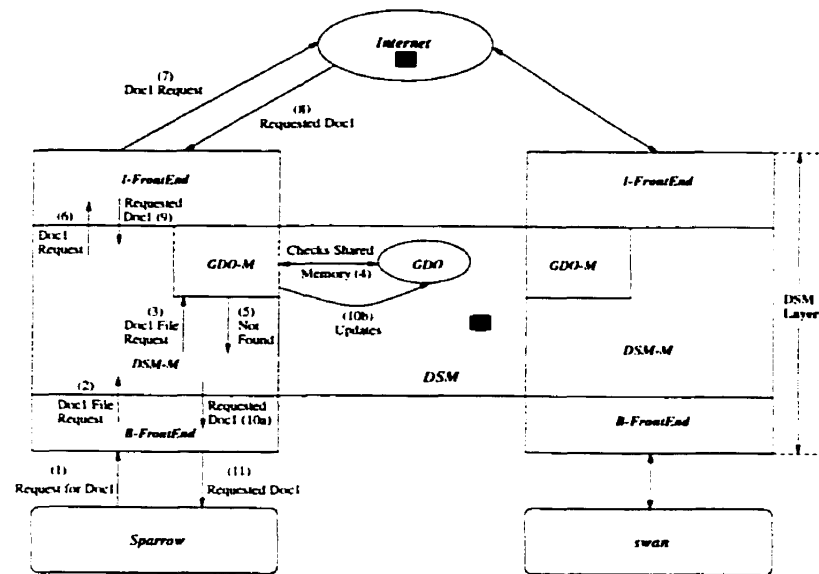 Internet
(7)
Doc1 Request
(8)
Requested Doc1
I-FrontEnd
I-FrontEnd
(6)
Requested
Doc1 (9)
Doc1
Request
GDO-M
Checks Shared
Memory (4)
GDO
GDO-M
DSM
Layer
(3)
Doc1 File
Request
(5)
Not
Found
(10b)
Updates
DSM-M
DSM
DSM-M
(2)
Doc1 File
Request
Requested
Doc1 (10a)
B-FrontEnd
B-FrontEnd
(1)
Request for Doc1
(11)
Requested Doc1
Sparrow
swan